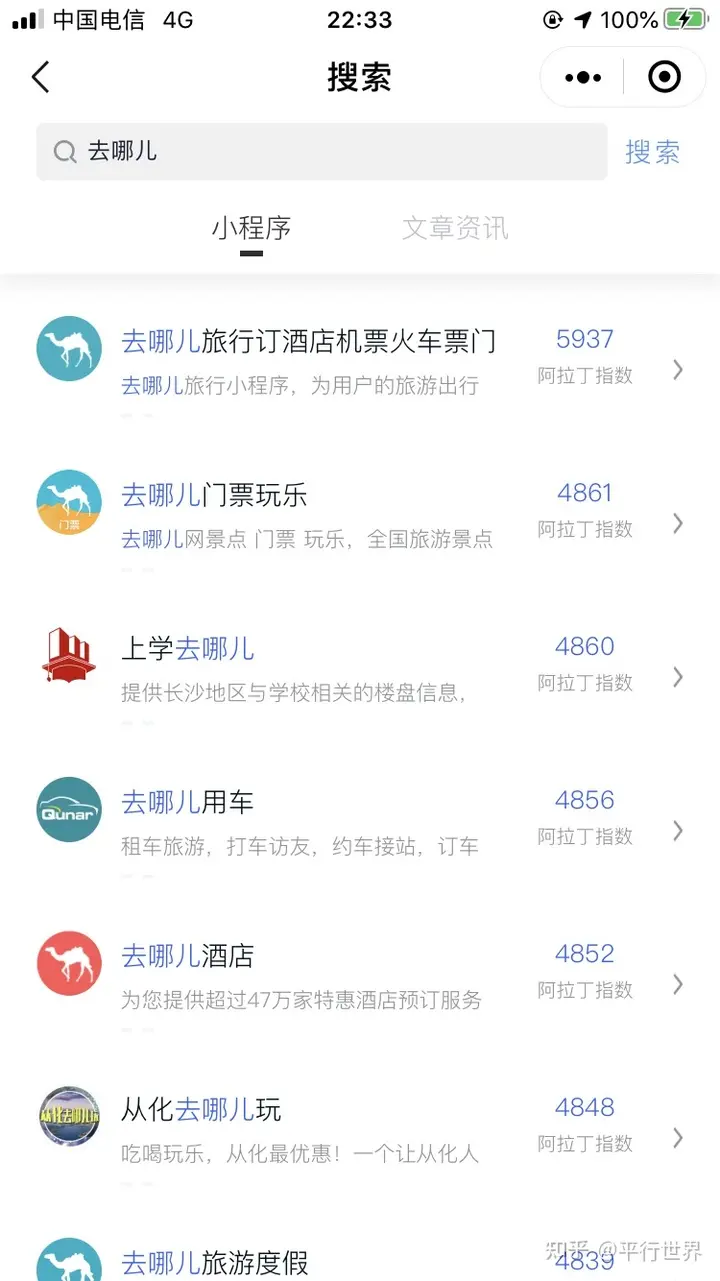 中国电信 4G 22:33 100%
搜索
去哪儿 搜索
小程序 文章资讯
去哪儿旅行订酒店机票火车票门 5937
去哪儿旅行小程序，为用户的旅游出行 阿拉丁指数
去哪儿门票玩乐 4861
门票
去哪儿网景点 门票 玩乐，全国旅游景点 阿拉丁指数
上学去哪儿 4860
提供长沙地区与学校相关的楼盘信息， 阿拉丁指数
去哪儿用车 4856
Qunar
租车旅游，打车访友，约车接站，订车 阿拉丁指数
去哪儿酒店 4852
为您提供超过47万家特惠酒店预订服务 阿拉丁指数
从化去哪儿玩 4848
从化去哪儿玩
吃喝玩乐，从化最优惠！一个让从化人 阿拉丁指数
去哪儿旅游度假 4839
知乎 @平行世界